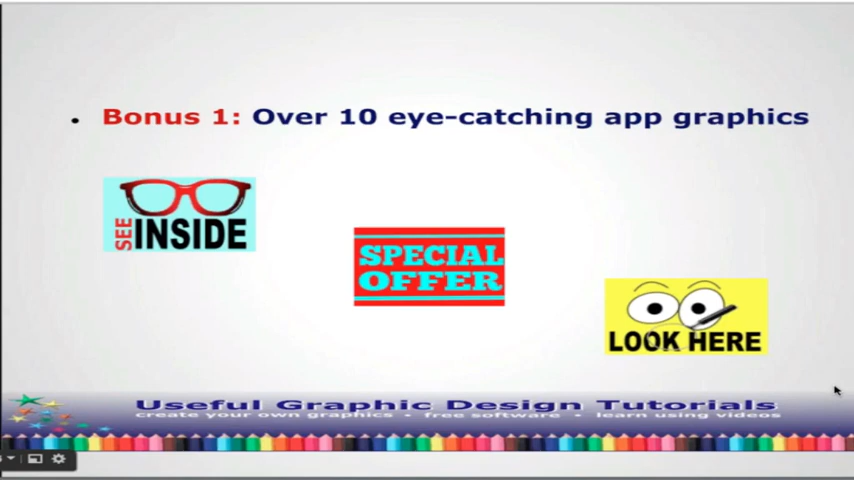 • Bonus 1: Over 10 eye-catching app graphics
SEE INSIDE
SPECIAL
OFFER
LOOK HERE
Useful Graphic Design Tutorials
create your own graphics • free software • learn using videos